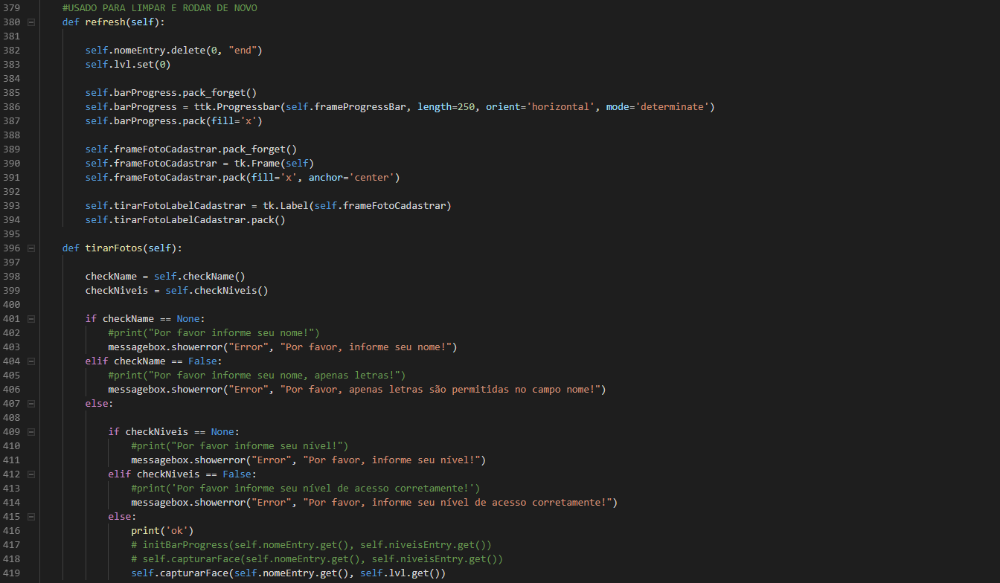 379 #USADO PARA LIMPAR E RODAR DE NOVO
380 def refresh(self):
381
382 self.nomeEntry.delete(0, "end")
383 self.lvl.set(0)
384
385 self.barProgress.pack_forget()
386 self.barProgress = ttk.Progressbar(self.frameProgressBar, length=250, orient='horizontal', mode='determinate')
387 self.barProgress.pack(fill='x')
388
389 self.frameFotoCadastrar.pack_forget()
390 self.frameFotoCadastrar = tk.Frame(self)
391 self.frameFotoCadastrar.pack(fill='x', anchor='center')
392
393 self.tirarFotoLabelCadastrar = tk.Label(self.frameFotoCadastrar)
394 self.tirarFotoLabelCadastrar.pack()
395
396 def tirarFotos(self):
397
398 checkName = self.checkName()
399 checkNiveis = self.checkNiveis()
400
401 if checkName == None:
402 #print("Por favor informe seu nome!")
403 messagebox.showerror("Error", "Por favor, informe seu nome!")
404 elif checkName == False:
405 #print("Por favor informe seu nome, apenas letras!")
406 messagebox.showerror("Error", "Por favor, apenas letras são permitidas no campo nome!")
407 else:
408
409 if checkNiveis == None:
410 #print("Por favor informe seu nível!")
411 messagebox.showerror("Error", "Por favor, informe seu nível!")
412 elif checkNiveis == False:
413 #print('Por favor informe seu nível de acesso corretamente!')
414 messagebox.showerror("Error", "Por favor, informe seu nível de acesso corretamente!")
415 else:
416 print('ok')
417 # initBarProgress(self.nomeEntry.get(), self.niveisEntry.get())
418 # self.capturarFace(self.nomeEntry.get(), self.niveisEntry.get())
419 self.capturarFace(self.nomeEntry.get(), self.lvl.get())